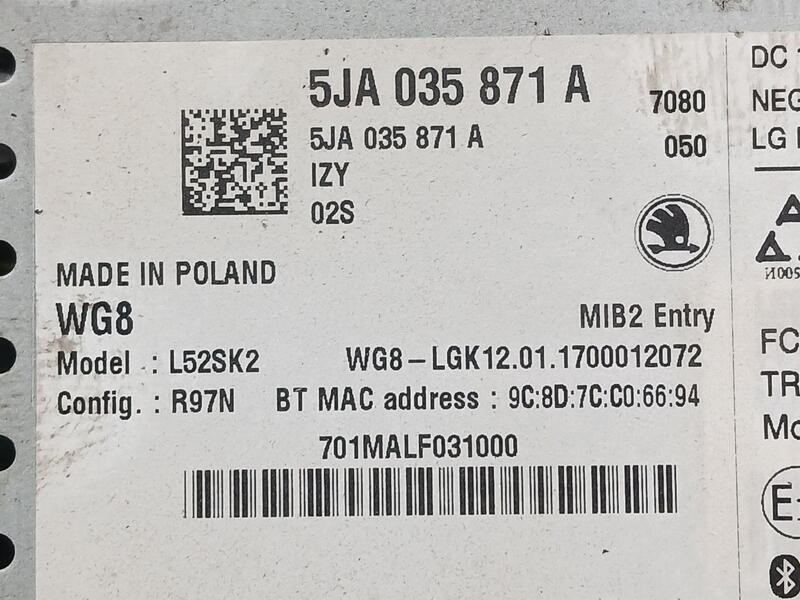 5JA 035 871 A
7080
5JA 035 871 A
050
IZY
02S
MADE IN POLAND
WG8
MIB2 Entry
Model : L52SK2
WG8-LGK12.01.1700012072
Config. : R97N BT MAC address : 9C:8D:7C:C0:66:94
701MALF031000
DC
NEG
LG
И005
FC
TR
Mo
E